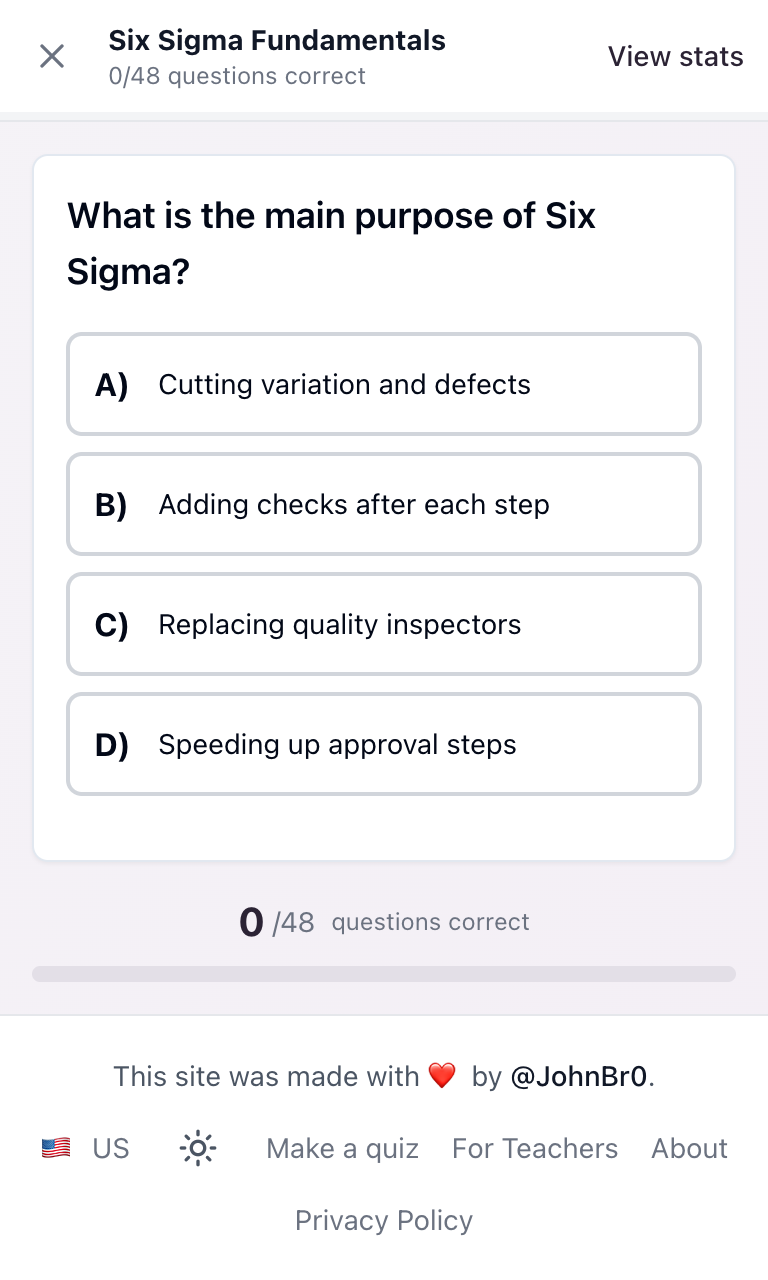 Six Sigma Fundamentals
0/48 questions correct
View stats
What is the main purpose of Six
Sigma?
A) Cutting variation and defects
B) Adding checks after each step
C) Replacing quality inspectors
D) Speeding up approval steps
0 /48 questions correct
This site was made with ❤️ by @JohnBr0.
🇺🇸 US Make a quiz For Teachers About
Privacy Policy